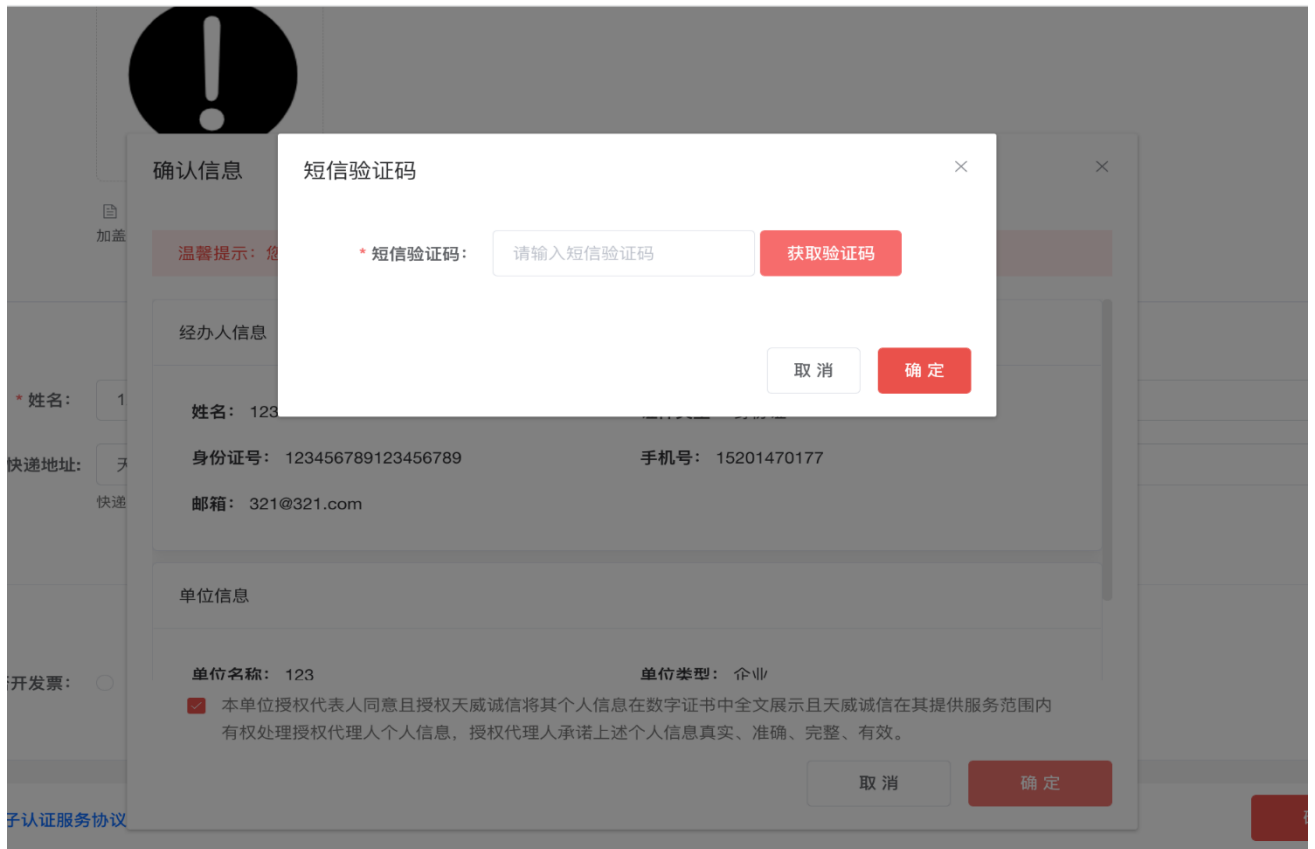 加盖
确认信息
短信验证码
温馨提示：您
* 短信验证码：
请输入短信验证码
获取验证码
取 消
确 定
经办人信息
* 姓名：
1
姓名： 123
身份证号： 123456789123456789
手机号： 15201470177
快递地址:
天
快递
邮箱： 321@321.com
单位信息
单位名称： 123
单位类型： 企业
开发票：
本单位授权代表人同意且授权天威诚信将其个人信息在数字证书中全文展示且天威诚信在其提供服务范围内
有权处理授权代理人个人信息，授权代理人承诺上述个人信息真实、准确、完整、有效。
取 消
确 定
子认证服务协议